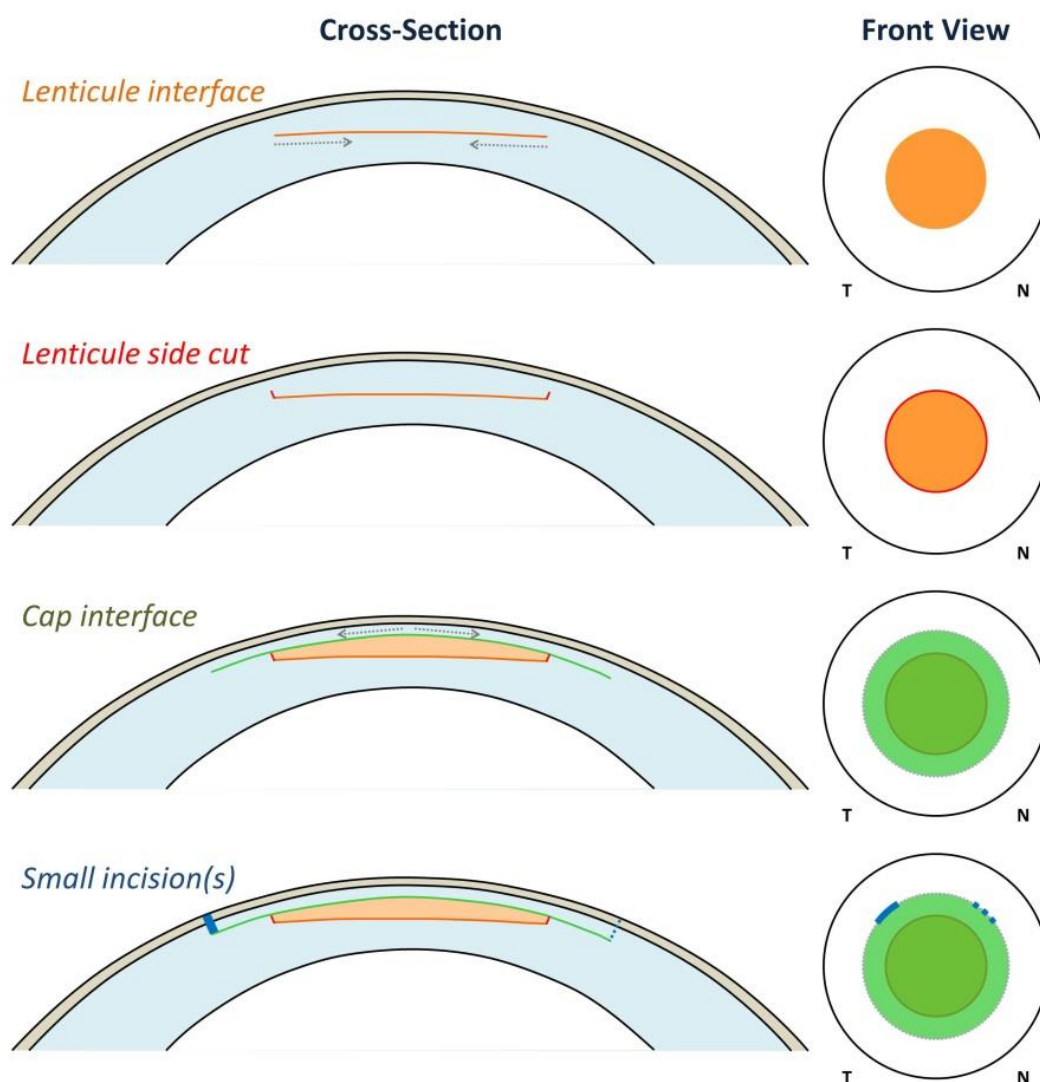 Cross-Section
Front View
Lenticule interface
T
N
Lenticule side cut
T
N
Cap interface
T
N
Small incision(s)
T
N